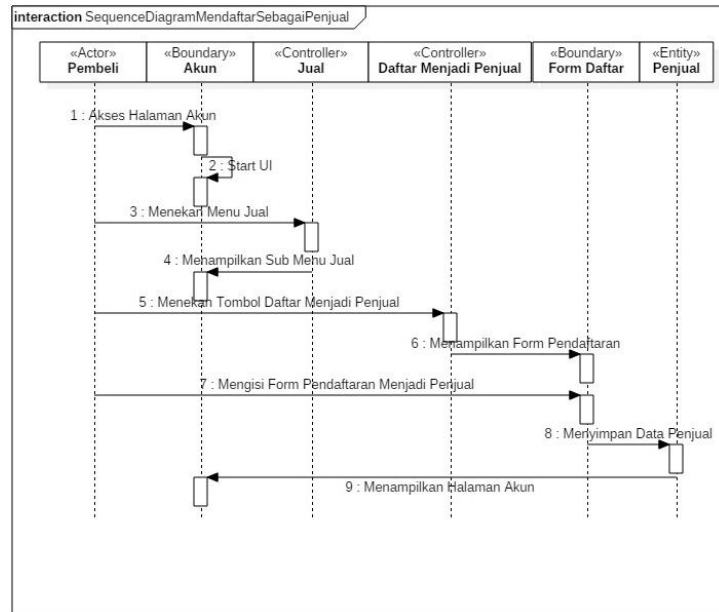 interaction SequenceDiagramMendaftarSebagaiPenjual
«Actor» «Boundary» «Controller» «Controller» «Boundary» «Entity»
Pembeli Akun Jual Daftar Menjadi Penjual Form Daftar Penjual
1 : Akses Halaman Akun
2 : Start UI
3 : Menekan Menu Jual
4 : Menampilkan Sub Menu Jual
5 : Menekan Tombol Daftar Menjadi Penjual
6 : Menampilkan Form Pendaftaran
7 : Mengisi Form Pendaftaran Menjadi Penjual
8 : Menyimpan Data Penjual
9 : Menampilkan Halaman Akun